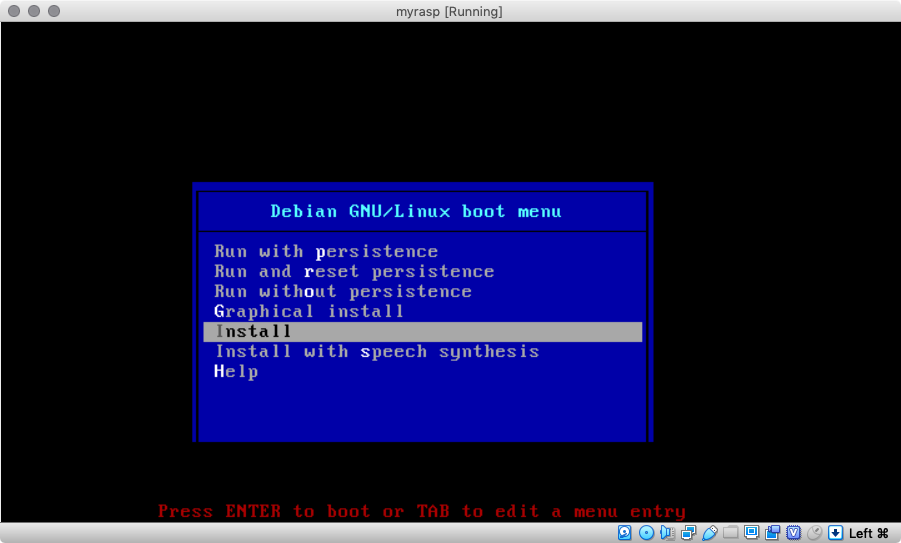 myrasp [Running]
Debian GNU/Linux boot menu
Run with persistence
Run and reset persistence
Run without persistence
Graphical install
Install
Install with speech synthesis
Help
Press ENTER to boot or TAB to edit a menu entry
Left ⌘